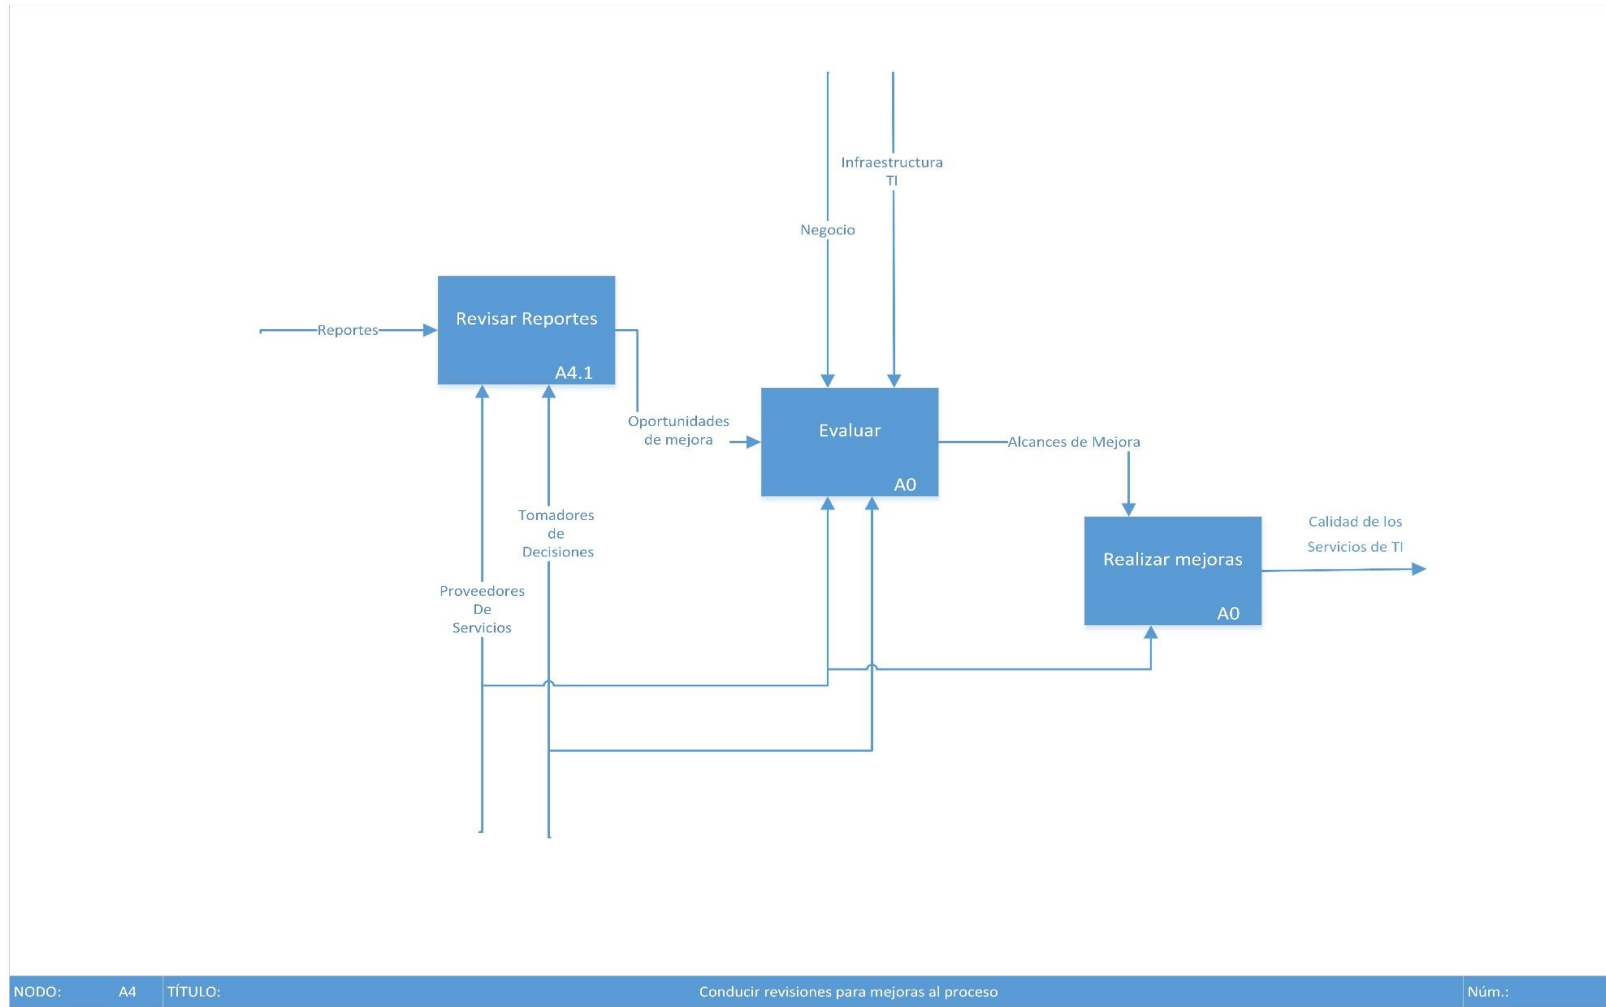 Infraestructura
TI
Negocio
Revisar Reportes
A4.1
Reportes
Oportunidades
de mejora
Evaluar
A0
Alcances de Mejora
Tomadores
de
Decisiones
Proveedores
De
Servicios
Realizar mejoras
A0
Calidad de los
Servicios de TI
NODO: A4 TÍTULO: Conducir revisiones para mejoras al proceso Núm.: